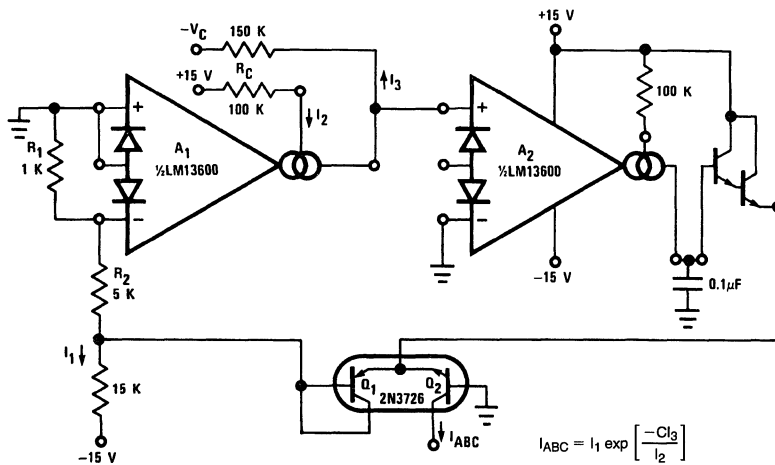 -VC
150 K
+15 V
RC
100 K
I2
I3
+15 V
100 K
R1
1 K
+
A1
½LM13600
−
+
A2
½LM13600
−
-15 V
0.1μF
R2
5 K
I1
15 K
-15 V
Q1
Q2
2N3726
IABC
IABC = I1 exp [-CI3 / I2]